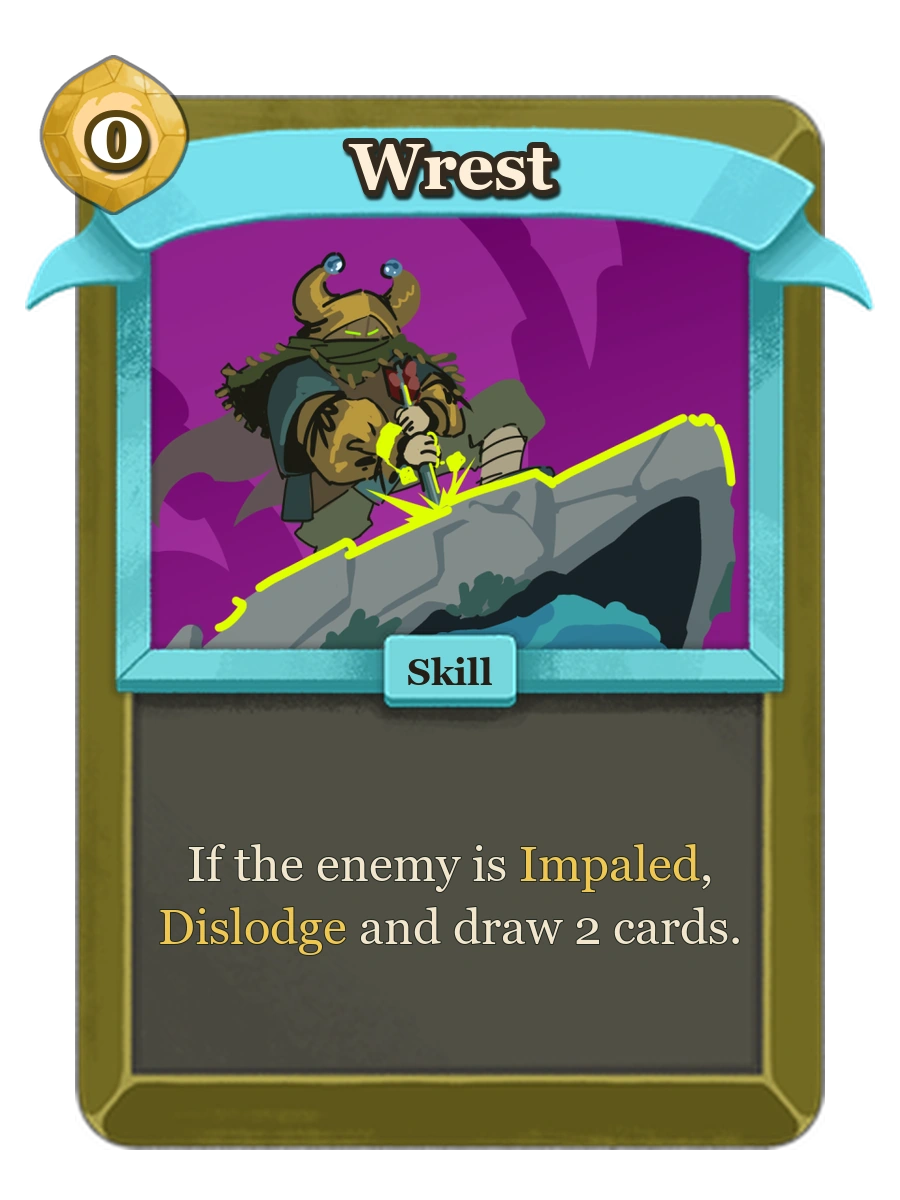 0
Wrest
Skill
If the enemy is Impaled,
Dislodge and draw 2 cards.